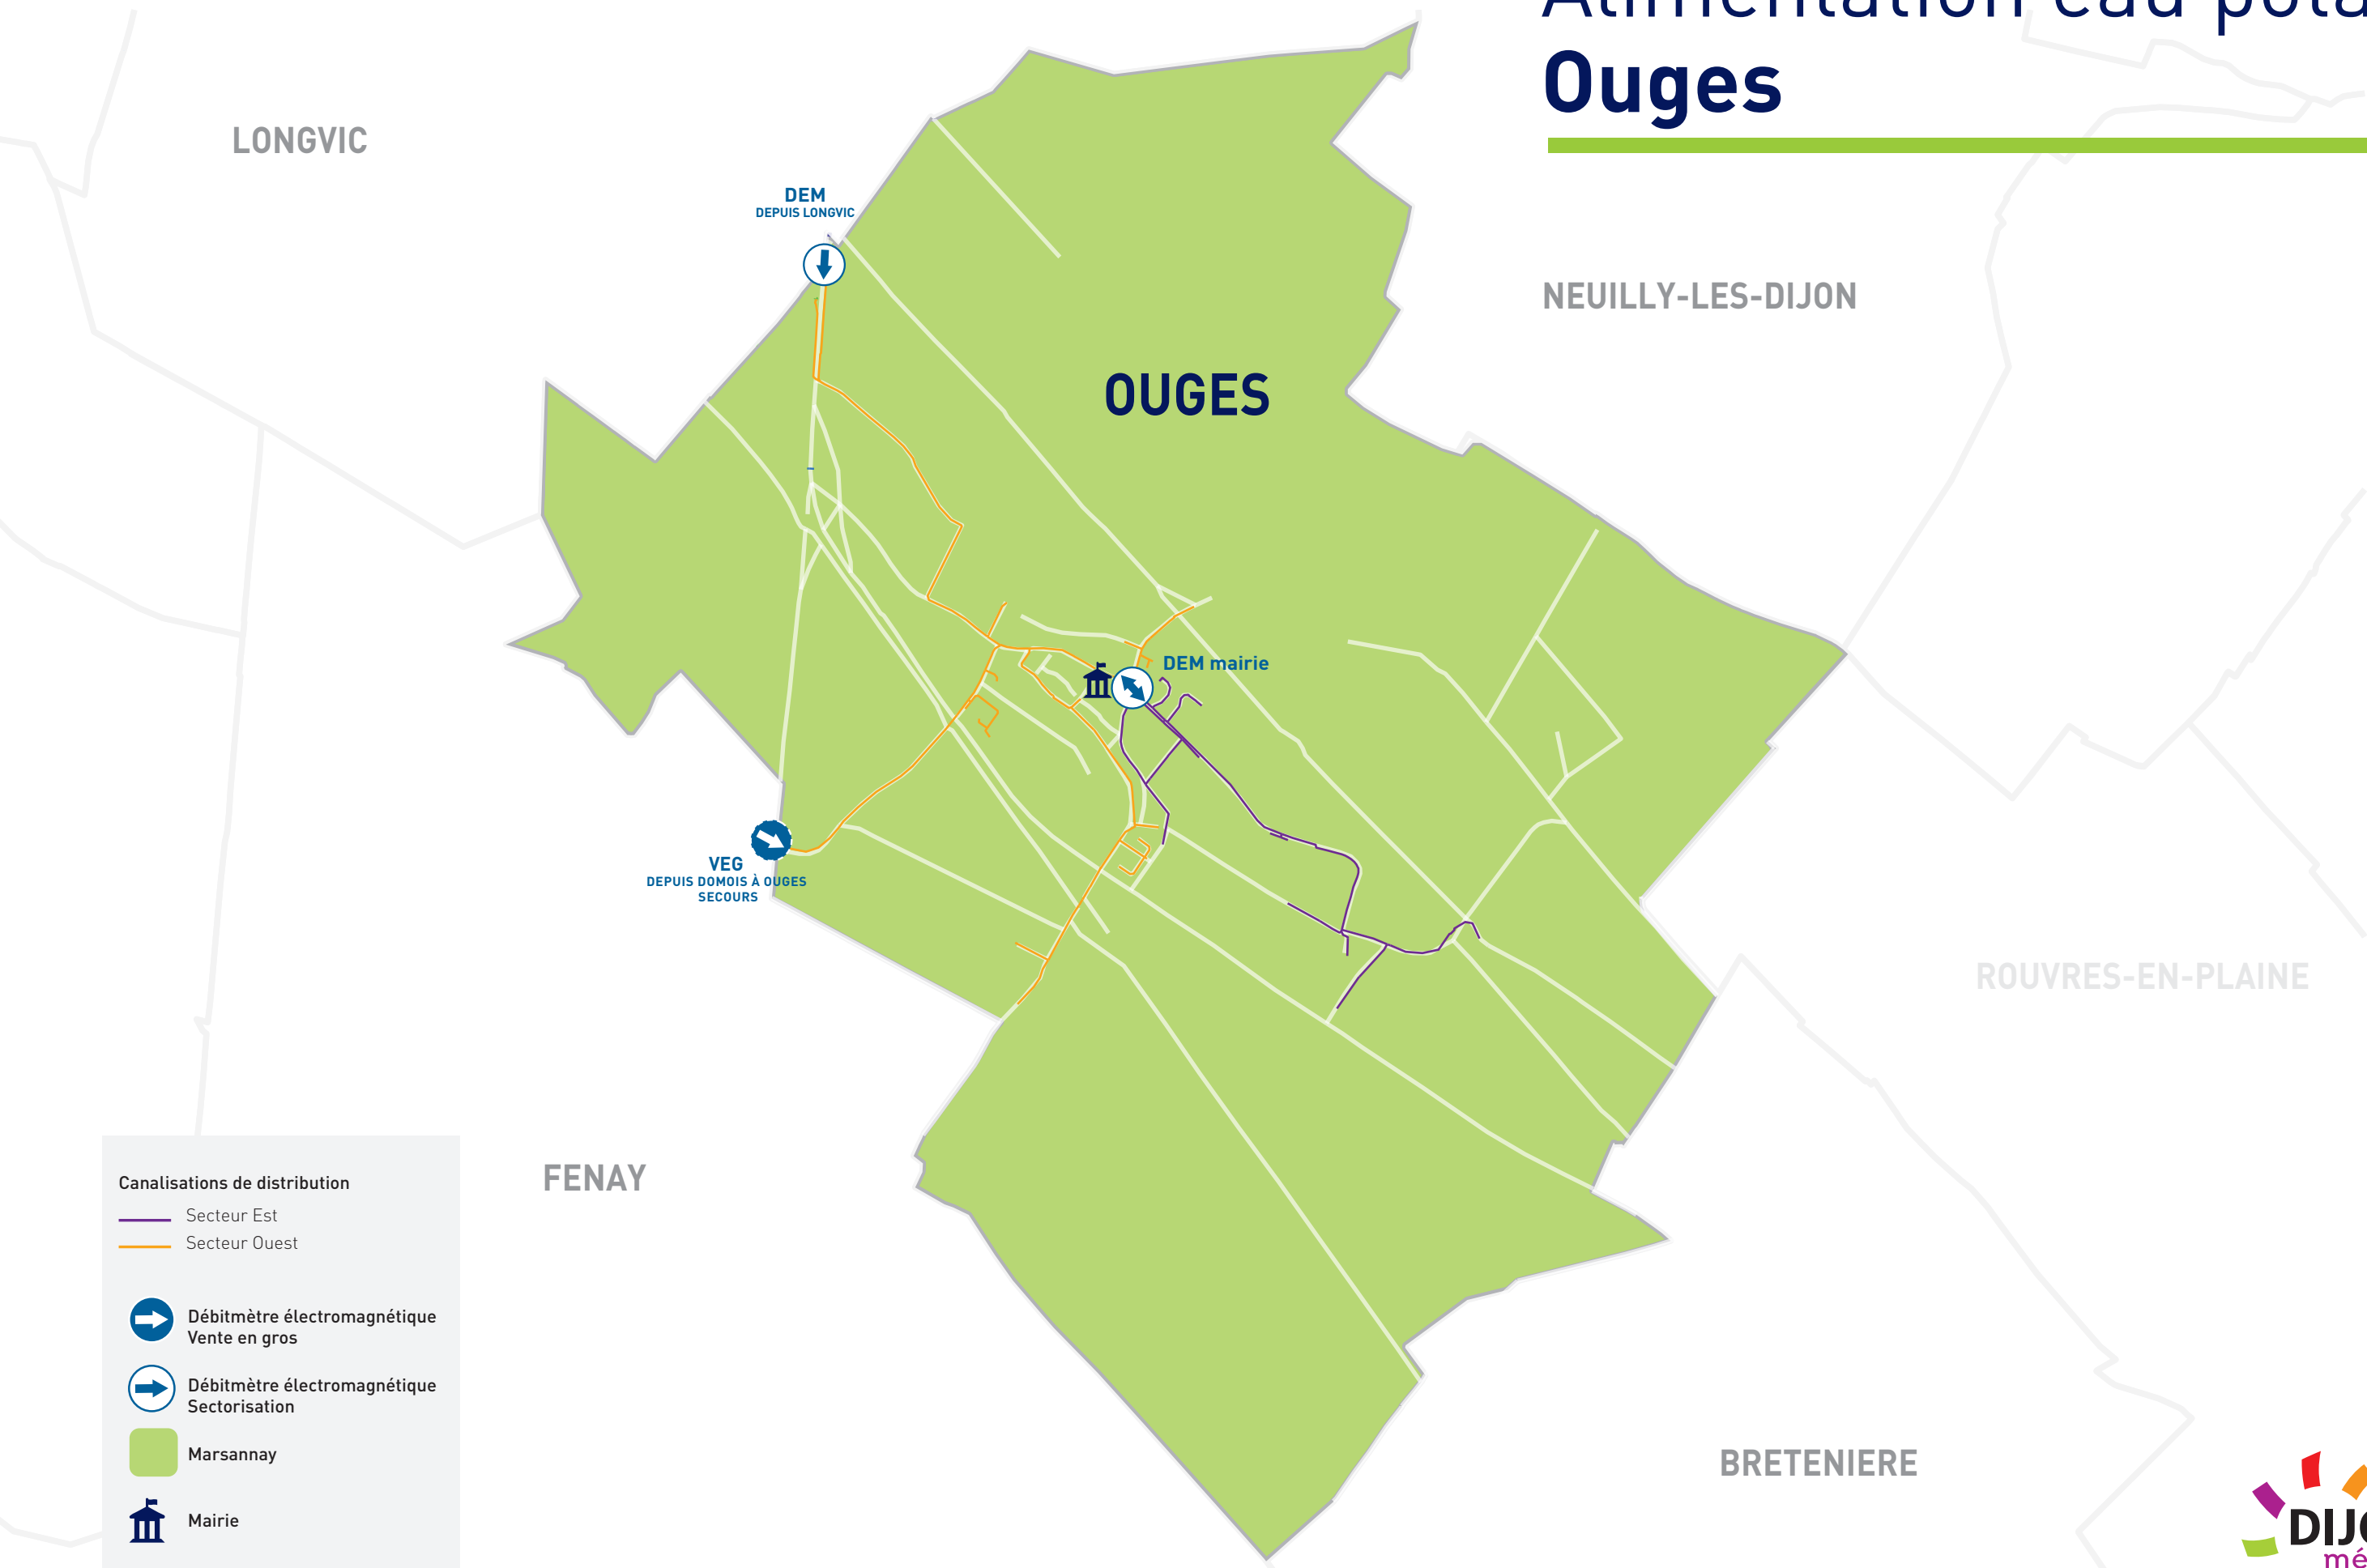 Alimentation eau
Ouges
LONGVIC
DEM
DEPUIS LONGVIC
NEUILLY-LES-DIJON
OUGES
DEM mairie
VEG
DEPUIS DOMOIS À OUGES
SECOURS
ROUVRES-EN-PLAINE
FENAY
BRETENIERE
Canalisations de distribution
Secteur Est
Secteur Ouest
Débitmètre électromagnétique
Vente en gros
Débitmètre électromagnétique
Sectorisation
Marsannay
Mairie